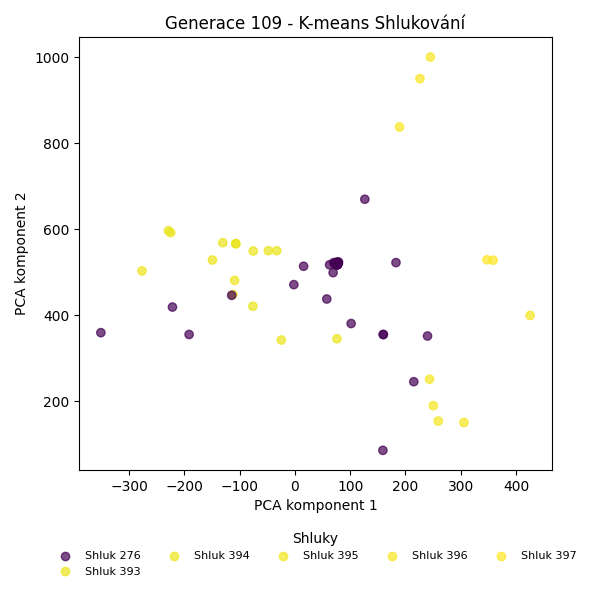 Generace 109 - K-means Shlukování
1000
800
600
400
200
PCA komponent 2
−300 −200 −100 0 100 200 300 400
PCA komponent 1
Shluky
Shluk 276 Shluk 394 Shluk 395 Shluk 396 Shluk 397
Shluk 393